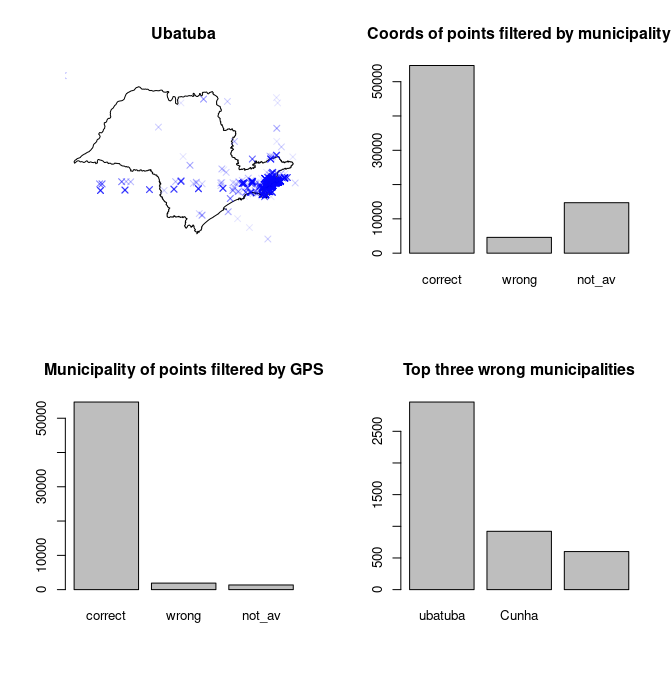 Ubatuba
Coords of points filtered by municipality
50000
30000
10000
0
correct wrong not_av
Municipality of points filtered by GPS
50000
30000
10000
0
correct wrong not_av
Top three wrong municipalities
2500
1500
500
0
ubatuba Cunha